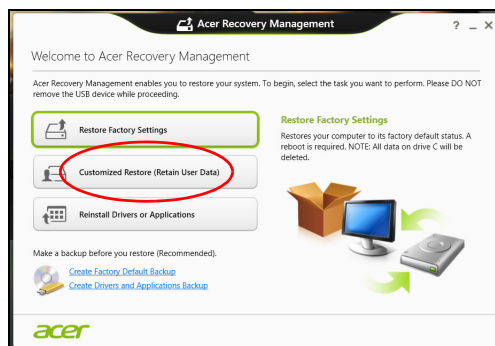 Acer Recovery Management
? _ X
Welcome to Acer Recovery Management
Acer Recovery Management enables you to restore your system. To begin, select the task you want to perform. Please DO NOT
remove the USB device while proceeding.
Restore Factory Settings
Customized Restore (Retain User Data)
Reinstall Drivers or Applications
Restore Factory Settings
Restores your computer to its factory default status. A
reboot is required. NOTE: All data on drive C will be
deleted.
Make a backup before you restore (Recommended).
Create Factory Default Backup
Create Drivers and Applications Backup
acer